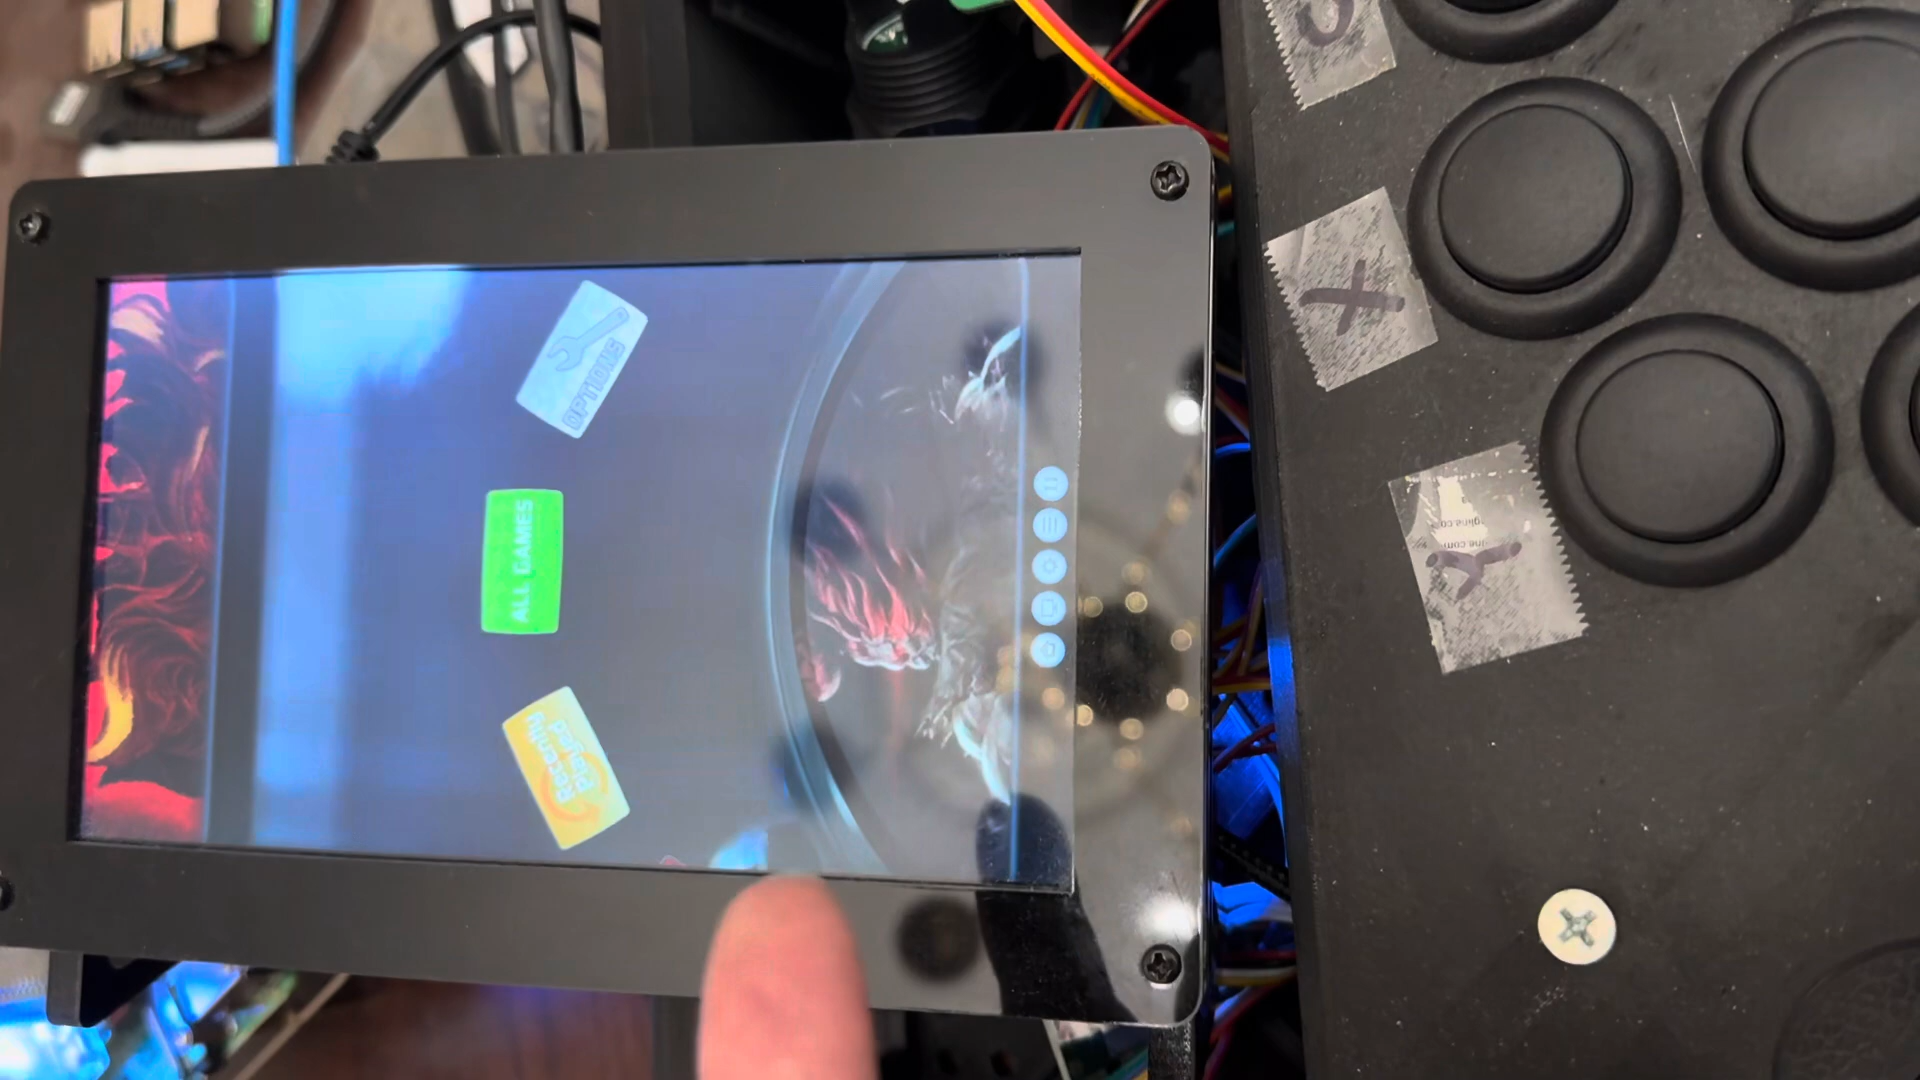 Recently
Played
ALL GAMES
OPTIONS
X
Y